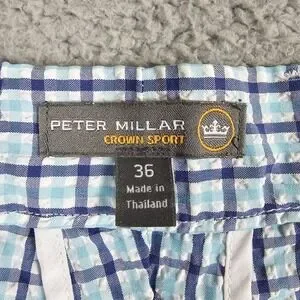 PETER MILLAR
CROWN SPORT
36
Made in
Thailand